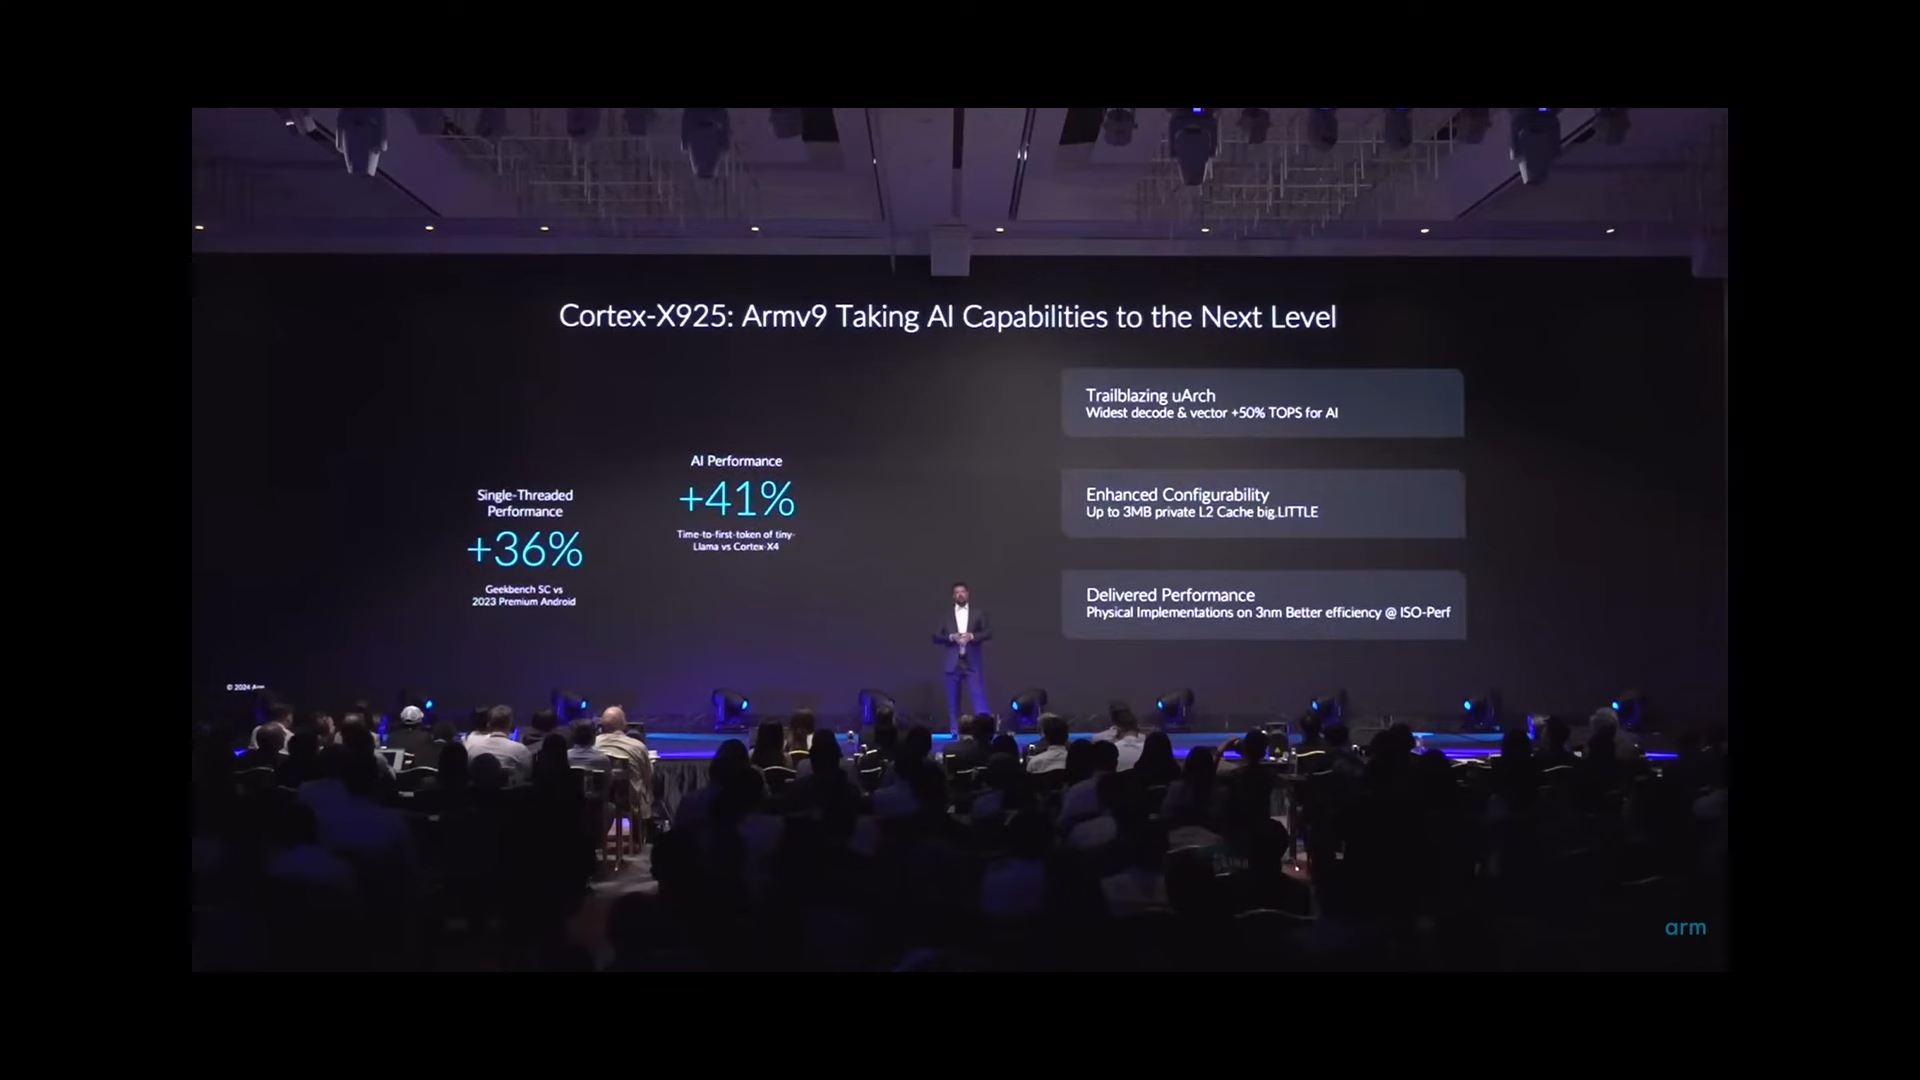 Cortex-X925: Armv9 Taking AI Capabilities to the Next Level
Single-Threaded
Performance
+36%
Geekbench SC vs
2023 Premium Android
AI Performance
+41%
Time-to-first-token of tiny-
Llama vs Cortex-X4
Trailblazing uArch
Widest decode & vector +50% TOPS for AI
Enhanced Configurability
Up to 3MB private L2 Cache big.LITTLE
Delivered Performance
Physical Implementations on 3nm Better efficiency @ ISO-Perf
© 2024 Arm
arm